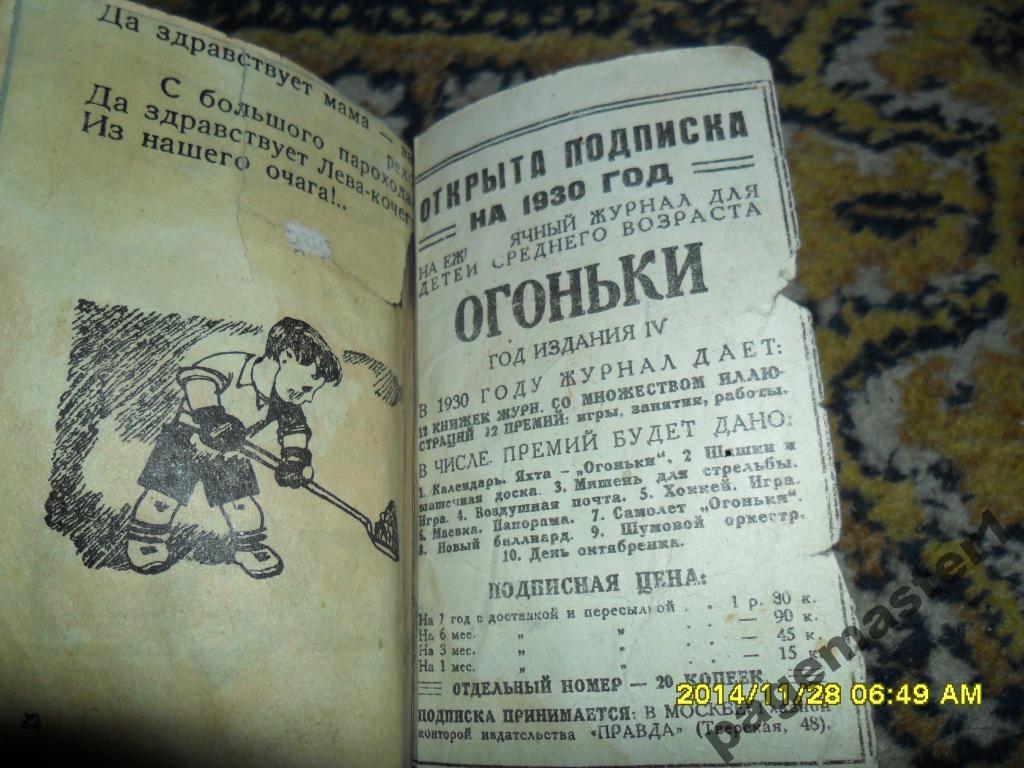 Да здравствует мама —
С большого парохода
Да здравствует Лева-кочег
Из нашего очага!..
22
ОТКРЫТА ПОДПИСКА
НА 1930 ГОД
НА ЕЖ ЯЧНЫЙ ЖУРНАЛ ДЛЯ
ДЕТЕЙ СРЕДНЕГО ВОЗРАСТА
ОГОНЬКИ
ГОД ИЗДАНИЯ IV
В 1930 ГОДУ ЖУРНАЛ ДАЕТ:
12 КНИЖЕК ЖУРН. СО МНОЖЕСТВОМ ИЛЛЮ-
СТРАЦИЙ 12 ПРЕМИЙ: игры, занятия, работы.
В ЧИСЛЕ ПРЕМИЙ БУДЕТ ДАНО:
1. Календарь. Яхта — „Огоньки“. 2 Шашки и
шашечная доска. 3. Мишень для стрельбы.
Игра. 4. Воздушная почта. 5. Хоккей. Игра.
6. Маевка. Панорама. 7. Самолет „Огоньки“.
8. Новый биллиард. 9. Шумовой оркестр.
10. День октябренка.
ПОДПИСНАЯ ЦЕНА:
На 1 год с доставкой и пересылкой . . 1 р. 80 к.
На 6 мес. „ „ . . — 90 к.
На 3 мес. „ „ . . — 45 к.
На 1 мес. „ „ . . — 15 к.
ОТДЕЛЬНЫЙ НОМЕР — 20 КОПЕЕК
ПОДПИСКА ПРИНИМАЕТСЯ: В МОСКВЕ
конторой издательства «ПРАВДА» (Тверская, 48).
2014/11/28 06:49 AM
pagemaster1